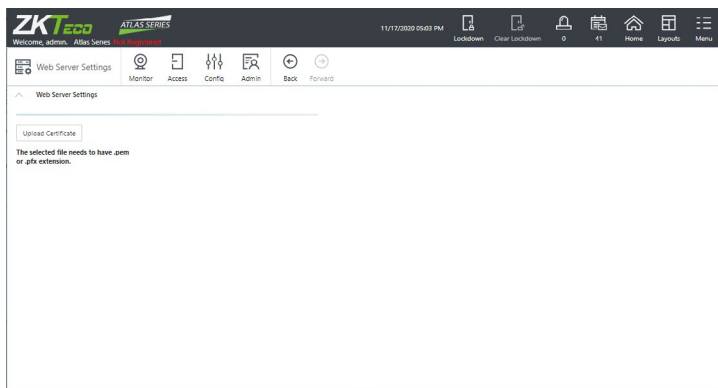 ZKTeco
ATLAS SERIES
Welcome, admin. Atlas Series Not Registered
11/17/2020 05:03 PM
Lockdown
Clear Lockdown
0
41
Home
Layouts
Menu
Web Server Settings
Monitor
Access
Config
Admin
Back
Forward
Web Server Settings
Upload Certificate
The selected file needs to have .pem
or .pfx extension.